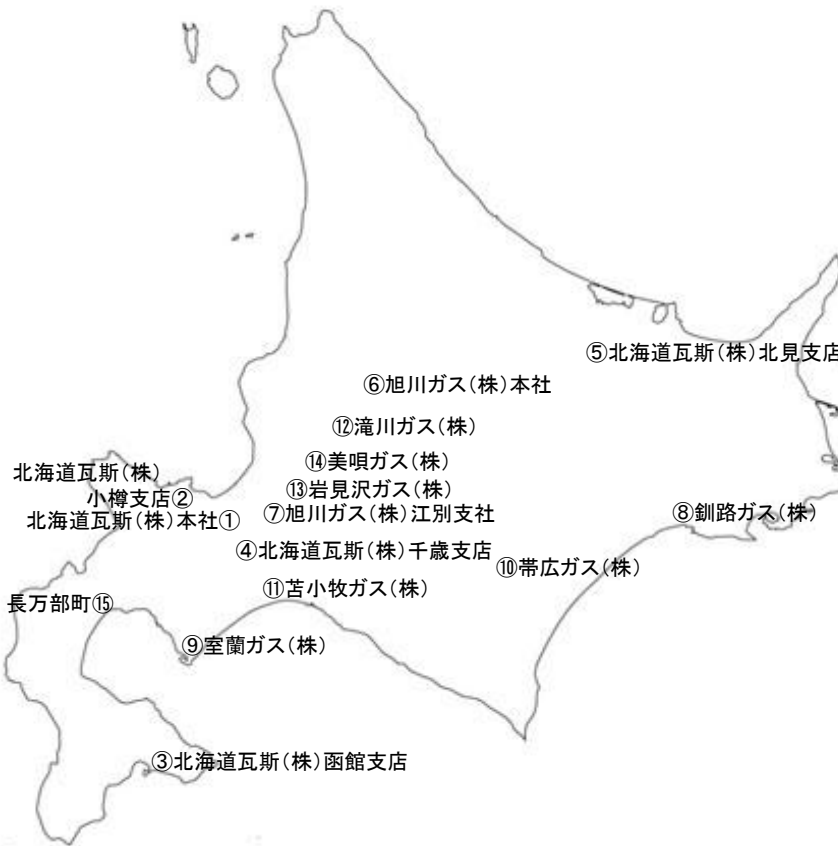 ⑤北海道瓦斯(株)北見支店
⑥旭川ガス(株)本社
⑫滝川ガス(株)
⑭美唄ガス(株)
北海道瓦斯(株)
小樽支店②
⑬岩見沢ガス(株)
⑦旭川ガス(株)江別支社
⑧釧路ガス(株)
北海道瓦斯(株)本社①
④北海道瓦斯(株)千歳支店
⑩帯広ガス(株)
⑪苫小牧ガス(株)
長万部町⑮
⑨室蘭ガス(株)
③北海道瓦斯(株)函館支店